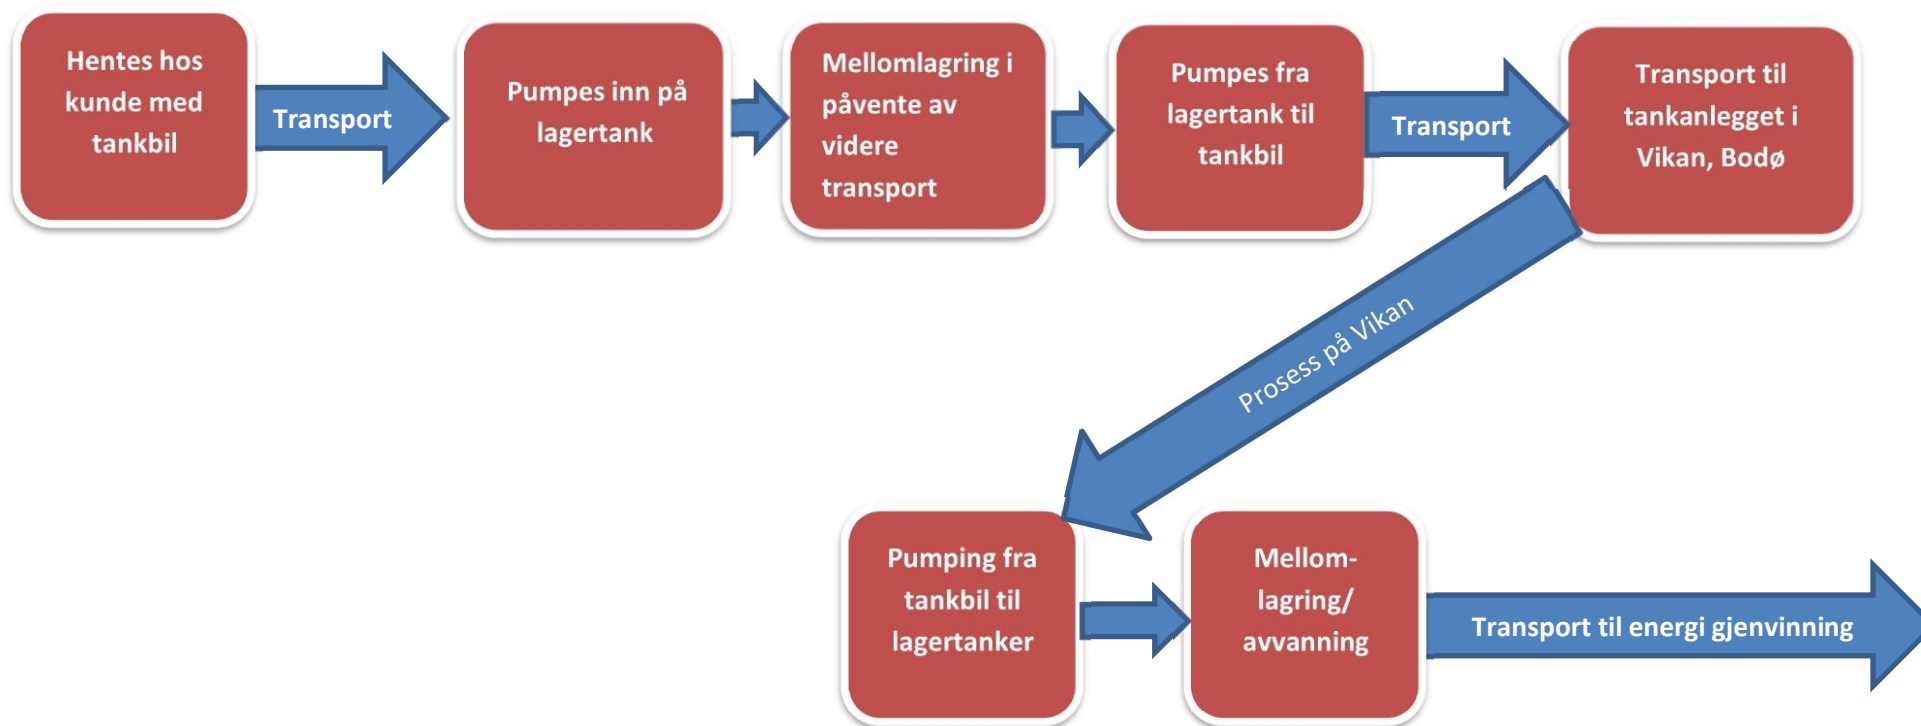 Hentes hos
kunde med
tankbil
Transport
Pumpes inn på
lagertank
Mellomlagring i
påvente av
videre
transport
Pumpes fra
lagertank til
tankbil
Transport
Transport til
tankanlegget i
Vikan, Bodø
Prosess på Vikan
Pumping fra
tankbil til
lagertanker
Mellom-
lagring/
avvanning
Transport til energi gjenvinning